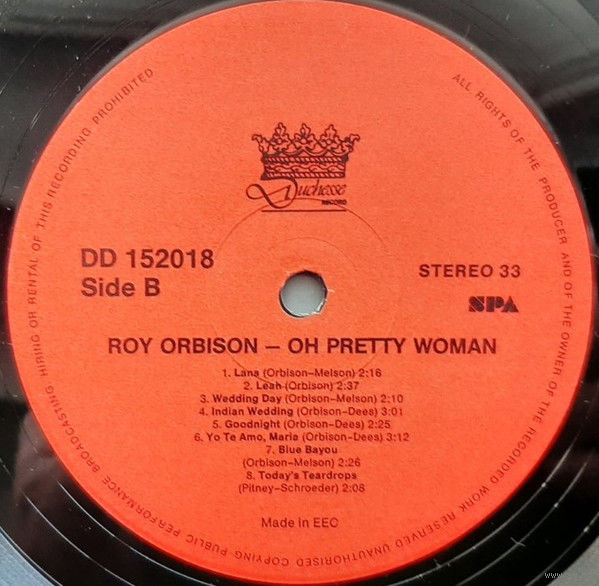 Duchesse
RECORD
DD 152018
Side B
STEREO 33
SPA
ROY ORBISON – OH PRETTY WOMAN
1. Lana (Orbison–Melson) 2:16
2. Leah (Orbison) 2:37
3. Wedding Day (Orbison–Melson) 2:10
4. Indian Wedding (Orbison–Dees) 3:01
5. Goodnight (Orbison–Dees) 2:25
6. Yo Te Amo, Maria (Orbison–Dees) 3:12
7. Blue Bayou
(Orbison–Melson) 2:26
8. Today's Teardrops
(Pitney–Schroeder) 2:08
Made in EEC
ALL RIGHTS OF THE PRODUCER AND OF THE OWNER OF THE RECORDED WORK RESERVED UNAUTHORISED COPYING PUBLIC PERFORMANCE BROADCASTING HIRING OR RENTAL OF THIS RECORDING PROHIBITED
www.